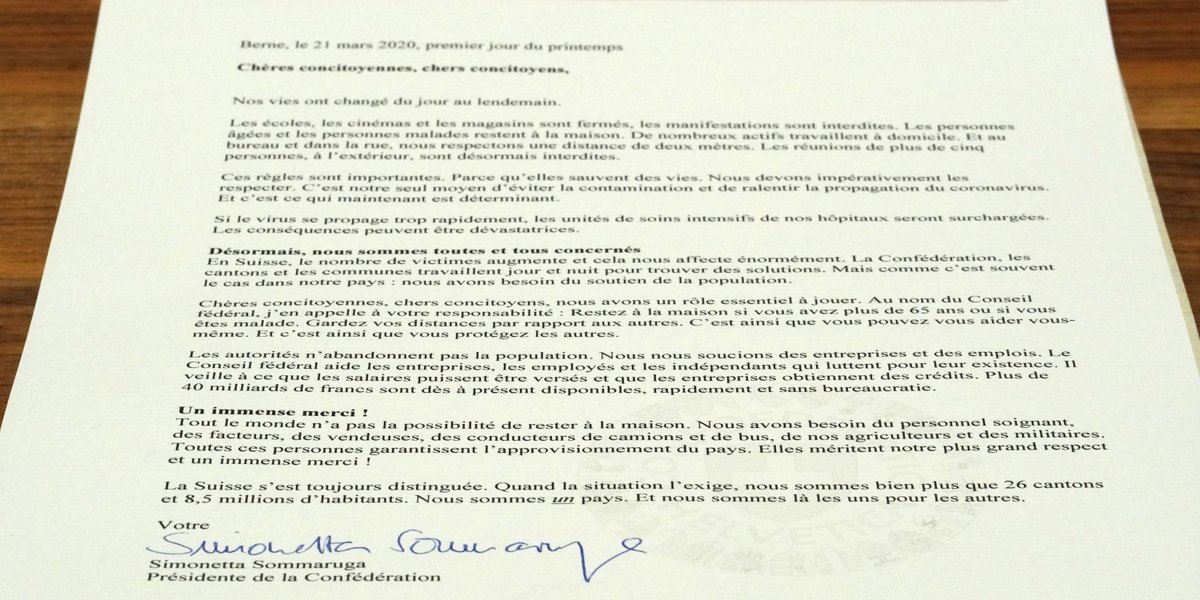 Berne, le 21 mars 2020, premier jour du printemps
Chères concitoyennes, chers concitoyens,
Nos vies ont changé du jour au lendemain.
Les écoles, les cinémas et les magasins sont fermés, les manifestations sont interdites. Les personnes
âgées et les personnes malades restent à la maison. De nombreux actifs travaillent à domicile. Et au
bureau et dans la rue, nous respectons une distance de deux mètres. Les réunions de plus de cinq
personnes, à l'extérieur, sont désormais interdites.
Ces règles sont importantes. Parce qu'elles sauvent des vies. Nous devons impérativement les
respecter. C'est notre seul moyen d'éviter la contamination et de ralentir la propagation du coronavirus.
Et c'est ce qui maintenant est déterminant.
Si le virus se propage trop rapidement, les unités de soins intensifs de nos hôpitaux seront surchargées.
Les conséquences peuvent être dévastatrices.
Désormais, nous sommes toutes et tous concernés
En Suisse, le nombre de victimes augmente et cela nous affecte énormément. La Confédération, les
cantons et les communes travaillent jour et nuit pour trouver des solutions. Mais comme c'est souvent
le cas dans notre pays : nous avons besoin du soutien de la population.
Chères concitoyennes, chers concitoyens, nous avons un rôle essentiel à jouer. Au nom du Conseil
fédéral, j'en appelle à votre responsabilité : Restez à la maison si vous avez plus de 65 ans ou si vous
êtes malade. Gardez vos distances par rapport aux autres. C'est ainsi que vous pouvez vous aider vous-
même. Et c'est ainsi que vous protégez les autres.
Les autorités n'abandonnent pas la population. Nous nous soucions des entreprises et des emplois. Le
Conseil fédéral aide les entreprises, les employés et les indépendants qui luttent pour leur existence. Il
veille à ce que les salaires puissent être versés et que les entreprises obtiennent des crédits. Plus de
40 milliards de francs sont dès à présent disponibles, rapidement et sans bureaucratie.
Un immense merci !
Tout le monde n'a pas la possibilité de rester à la maison. Nous avons besoin du personnel soignant,
des facteurs, des vendeuses, des conducteurs de camions et de bus, de nos agriculteurs et des militaires.
Toutes ces personnes garantissent l'approvisionnement du pays. Elles méritent notre plus grand respect
et un immense merci !
La Suisse s'est toujours distinguée. Quand la situation l'exige, nous sommes bien plus que 26 cantons
et 8,5 millions d'habitants. Nous sommes un pays. Et nous sommes là les uns pour les autres.
Votre
Simonetta Sommaruga
Simonetta Sommaruga
Présidente de la Confédération